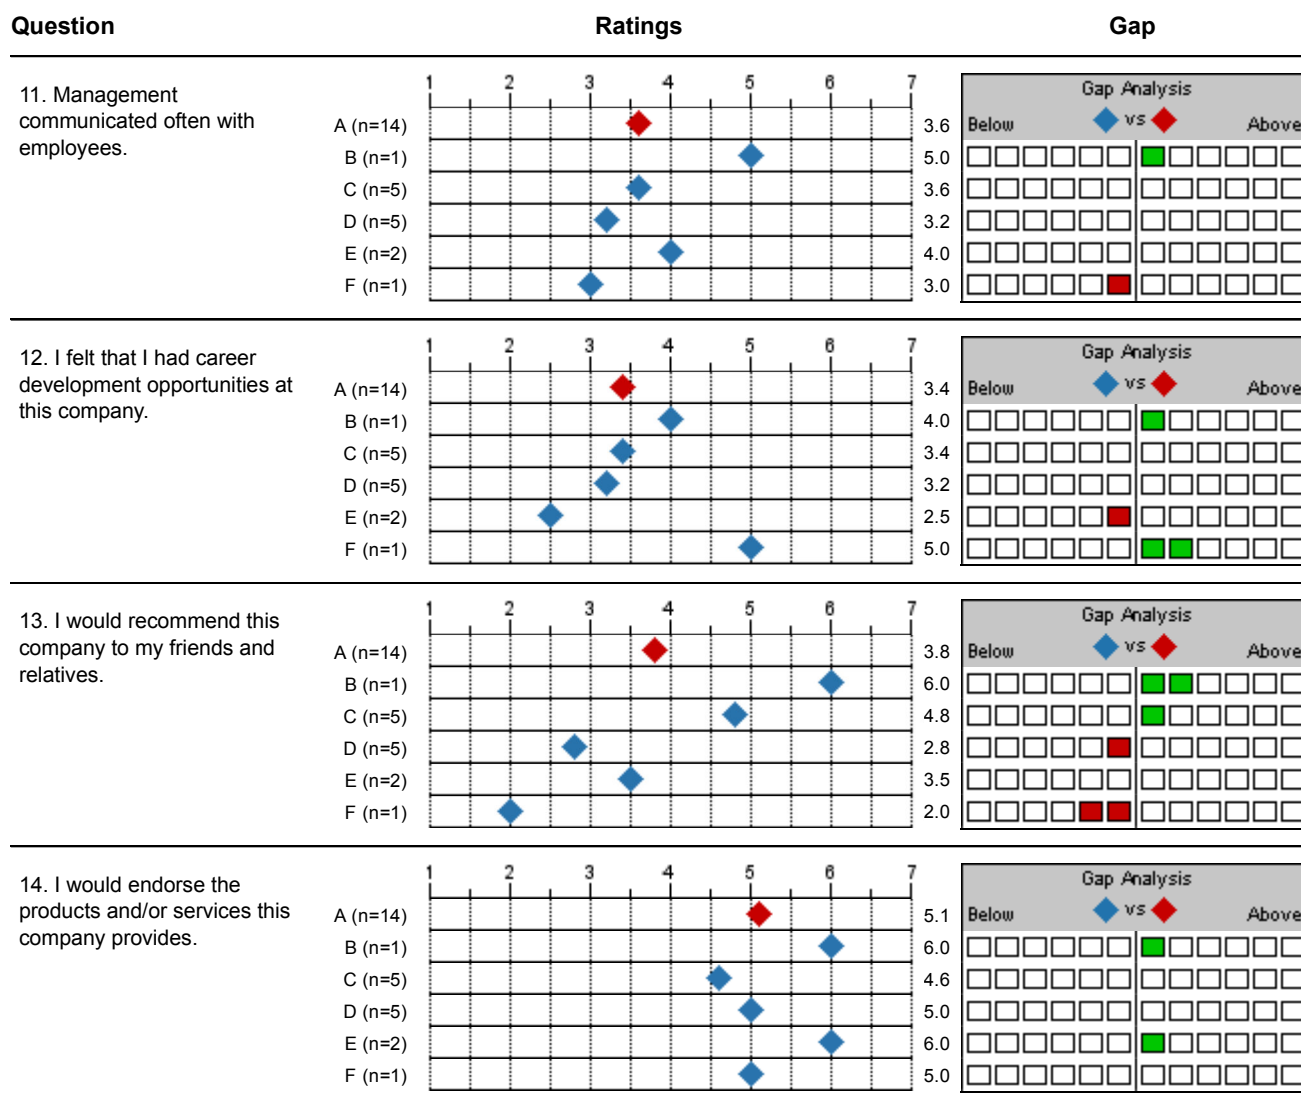 Question Ratings Gap
11. Management
communicated often with
employees.
1 2 3 4 5 6 7
A (n=14) 3.6
B (n=1) 5.0
C (n=5) 3.6
D (n=5) 3.2
E (n=2) 4.0
F (n=1) 3.0
Gap Analysis
Below vs Above
12. I felt that I had career
development opportunities at
this company.
1 2 3 4 5 6 7
A (n=14) 3.4
B (n=1) 4.0
C (n=5) 3.4
D (n=5) 3.2
E (n=2) 2.5
F (n=1) 5.0
Gap Analysis
Below vs Above
13. I would recommend this
company to my friends and
relatives.
1 2 3 4 5 6 7
A (n=14) 3.8
B (n=1) 6.0
C (n=5) 4.8
D (n=5) 2.8
E (n=2) 3.5
F (n=1) 2.0
Gap Analysis
Below vs Above
14. I would endorse the
products and/or services this
company provides.
1 2 3 4 5 6 7
A (n=14) 5.1
B (n=1) 6.0
C (n=5) 4.6
D (n=5) 5.0
E (n=2) 6.0
F (n=1) 5.0
Gap Analysis
Below vs Above